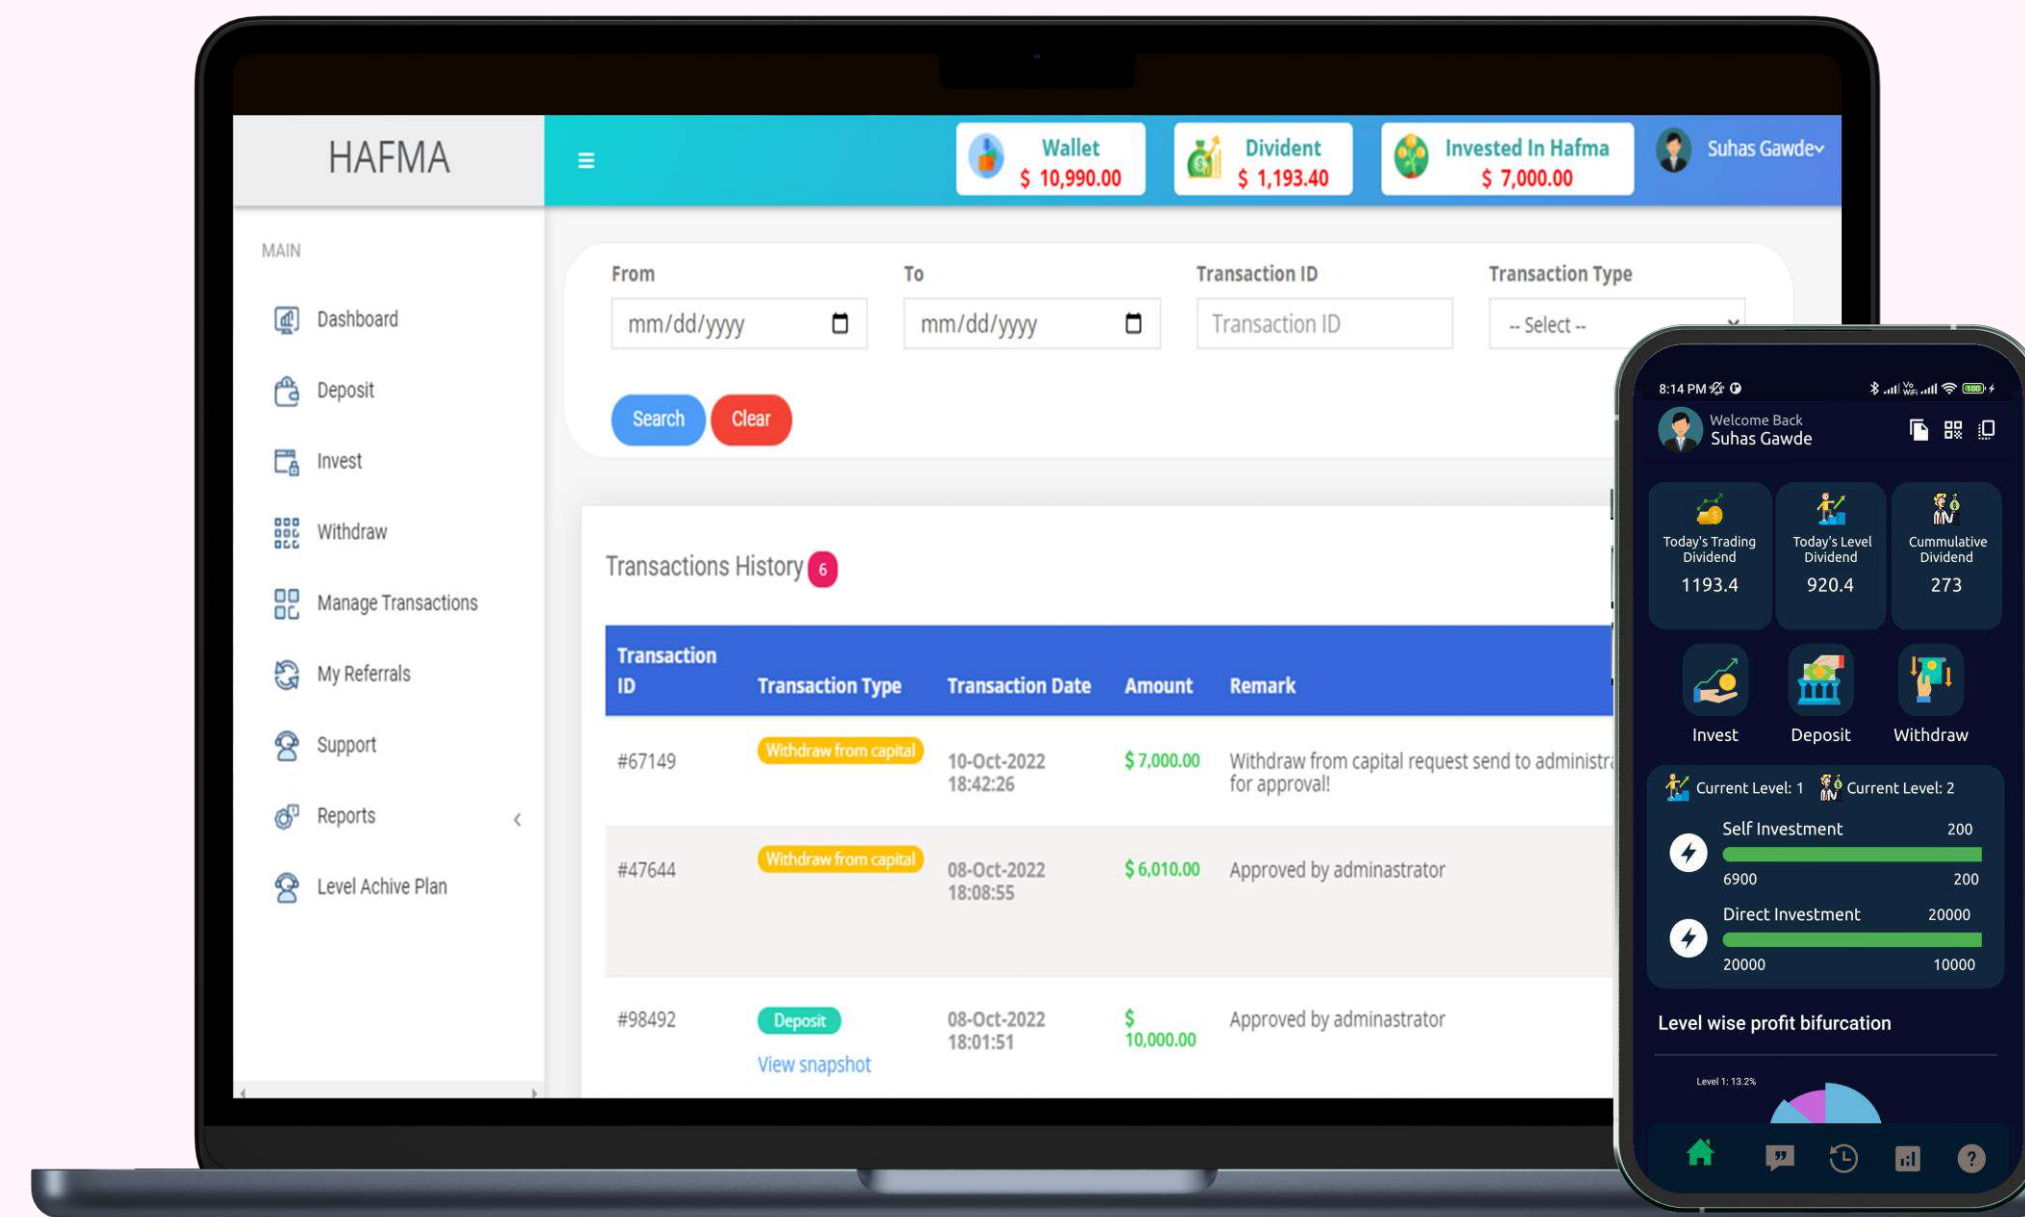 HAFMA
Wallet
$ 10,990.00
Divident
$ 1,193.40
Invested In Hafma
$ 7,000.00
Suhas Gawde
MAIN
Dashboard
Deposit
Invest
Withdraw
Manage Transactions
My Referrals
Support
Reports
Level Achive Plan
From
To
Transaction ID
Transaction Type
mm/dd/yyyy
mm/dd/yyyy
Transaction ID
-- Select --
Search
Clear
Transactions History 6
Transaction
ID
Transaction Type
Transaction Date
Amount
Remark
#67149
Withdraw from capital
10-Oct-2022
18:42:26
$ 7,000.00
Withdraw from capital request send to
for approval!
#47644
Withdraw from capital
08-Oct-2022
18:08:55
$ 6,010.00
Approved by adminastrator
#98492
Deposit
View snapshot
08-Oct-2022
18:01:51
$
10,000.00
Approved by adminastrator
8:14 PM
Vo
WiFi
100
Welcome Back
Suhas Gawde
Today's Trading
Dividend
1193.4
Today's Level
Dividend
920.4
Cummulative
Dividend
273
Invest
Deposit
Withdraw
Current Level: 1
Current Level: 2
Self Investment 200
6900 200
Direct Investment 20000
20000 10000
Level wise profit bifurcation
Level 1: 13.2%